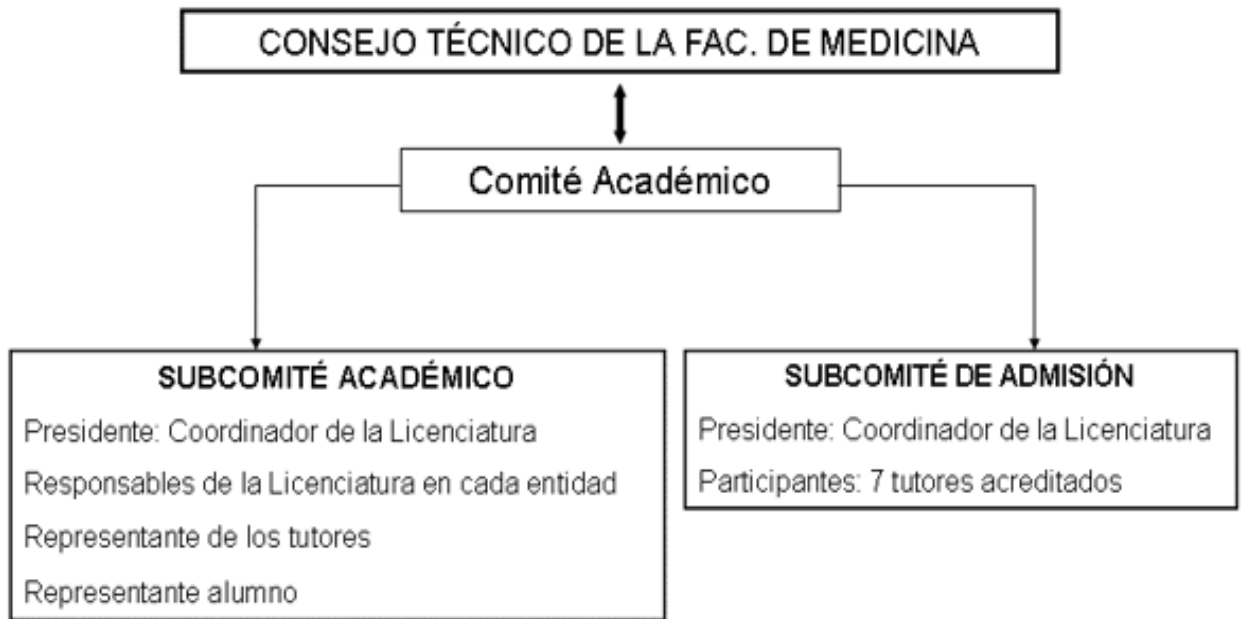 CONSEJO TÉCNICO DE LA FAC. DE MEDICINA
Comité Académico
SUBCOMITÉ ACADÉMICO
Presidente: Coordinador de la Licenciatura
Responsables de la Licenciatura en cada entidad
Representante de los tutores
Representante alumno
SUBCOMITÉ DE ADMISIÓN
Presidente: Coordinador de la Licenciatura
Participantes: 7 tutores acreditados